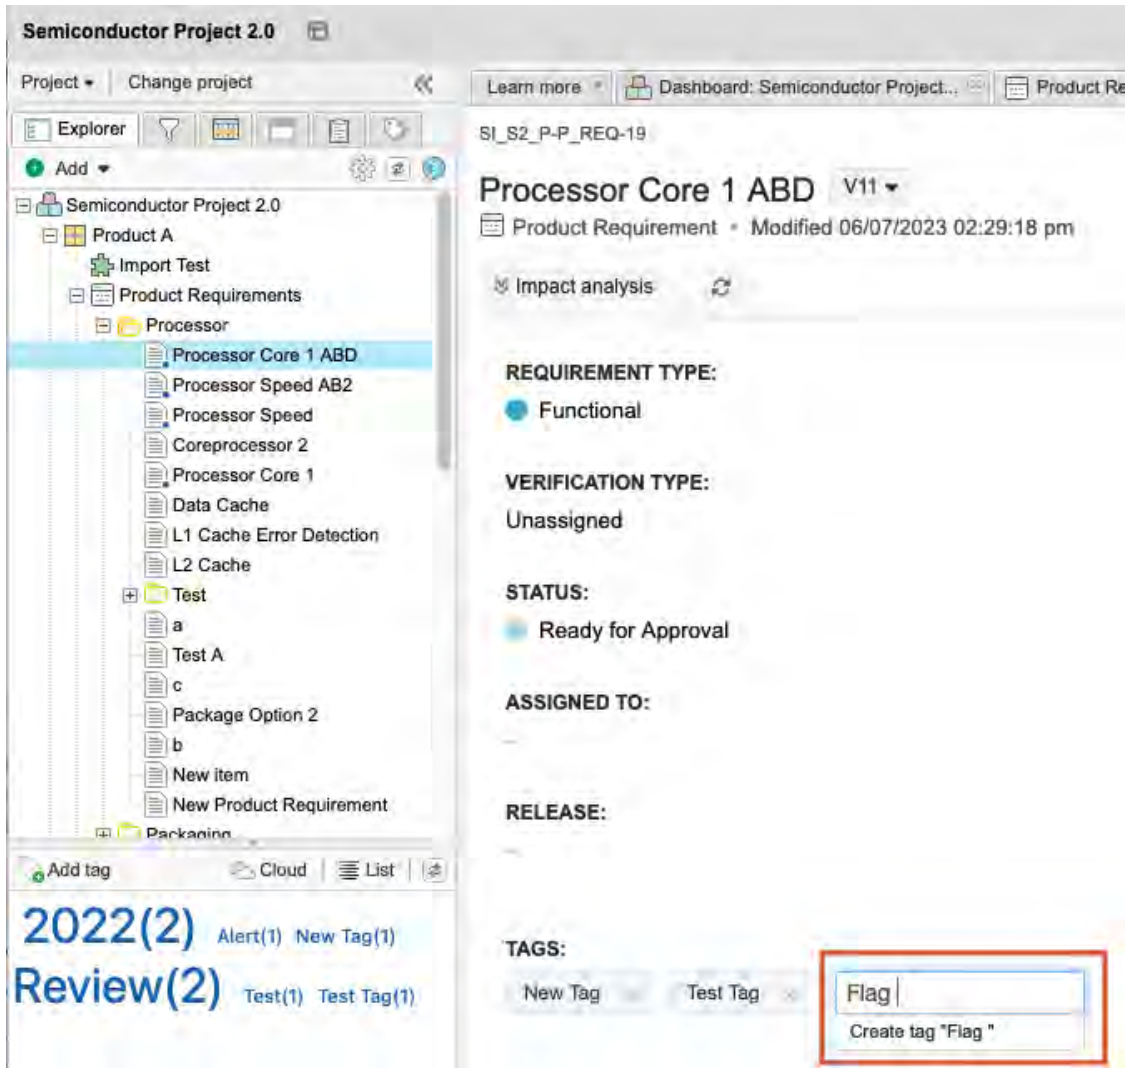 Semiconductor Project 2.0
Project
Change project
Explorer
Add
Semiconductor Project 2.0
Product A
Import Test
Product Requirements
Processor
Processor Core 1 ABD
Processor Speed AB2
Processor Speed
Coreprocessor 2
Processor Core 1
Data Cache
L1 Cache Error Detection
L2 Cache
Test
a
Test A
c
Package Option 2
b
New item
New Product Requirement
Packaging
Add tag
Cloud
List
2022(2) Alert(1) New Tag(1)
Review(2) Test(1) Test Tag(1)
Learn more
Dashboard: Semiconductor Project...
Product Re
SI_S2_P-P_REQ-19
Processor Core 1 ABD V11
Product Requirement • Modified 06/07/2023 02:29:18 pm
Impact analysis
REQUIREMENT TYPE:
Functional
VERIFICATION TYPE:
Unassigned
STATUS:
Ready for Approval
ASSIGNED TO:
--
RELEASE:
--
TAGS:
New Tag
Test Tag
Flag
Create tag "Flag "